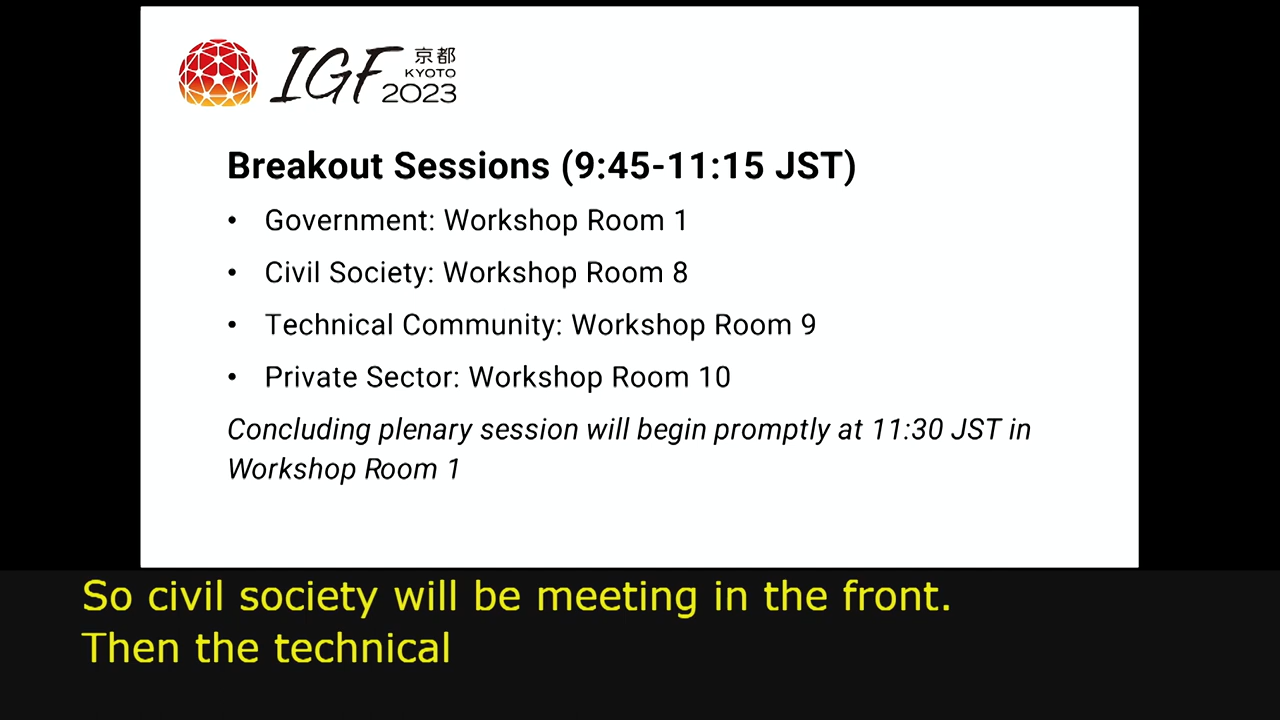 IGF 京都
KYOTO
2023
Breakout Sessions (9:45-11:15 JST)
• Government: Workshop Room 1
• Civil Society: Workshop Room 8
• Technical Community: Workshop Room 9
• Private Sector: Workshop Room 10
Concluding plenary session will begin promptly at 11:30 JST in
Workshop Room 1
So civil society will be meeting in the front.
Then the technical